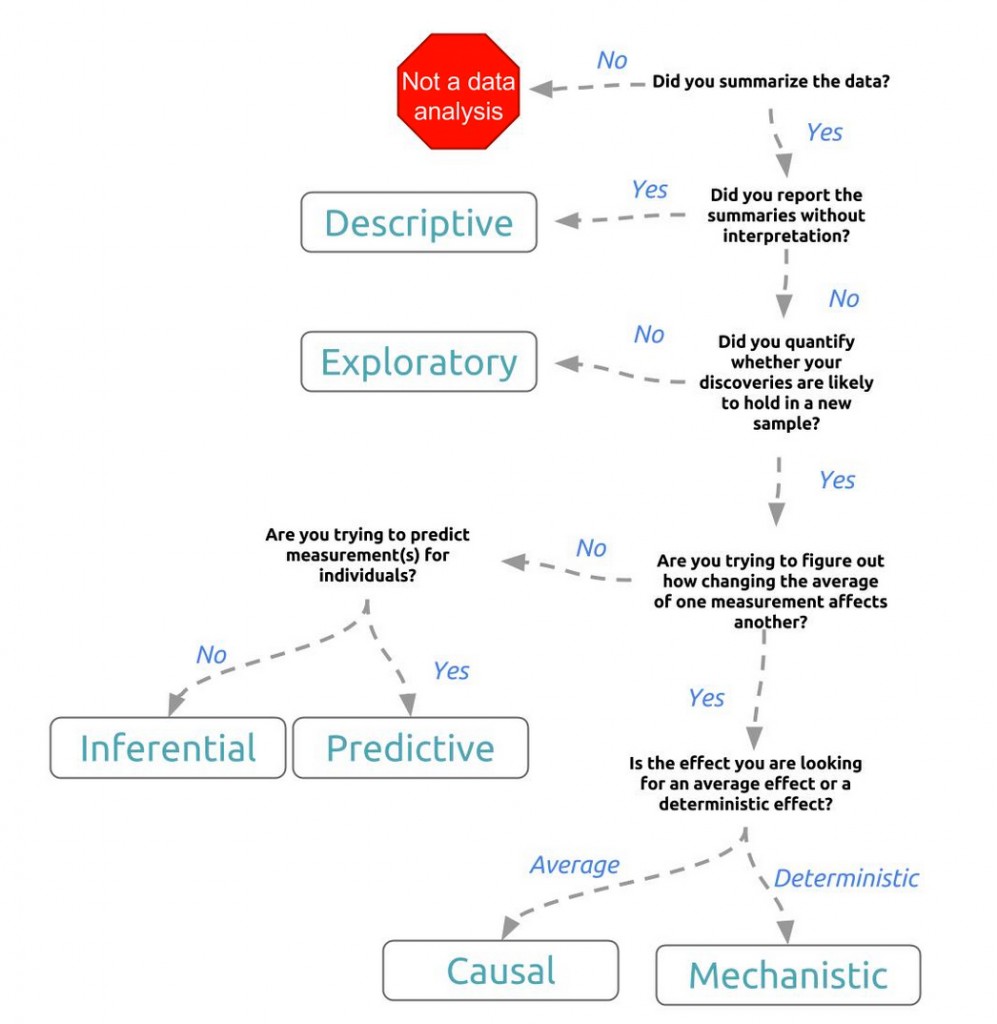 No
Not a data
analysis
Did you summarize the data?
Yes
Did you report the
summaries without
interpretation?
Yes
Descriptive
No
Did you quantify
whether your
discoveries are likely
to hold in a new
sample?
No
Exploratory
Yes
Are you trying to predict
measurement(s) for
individuals?
No
Are you trying to figure out
how changing the average
of one measurement affects
another?
No
Yes
Inferential
Predictive
Yes
Is the effect you are looking
for an average effect or a
deterministic effect?
Average
Deterministic
Causal
Mechanistic